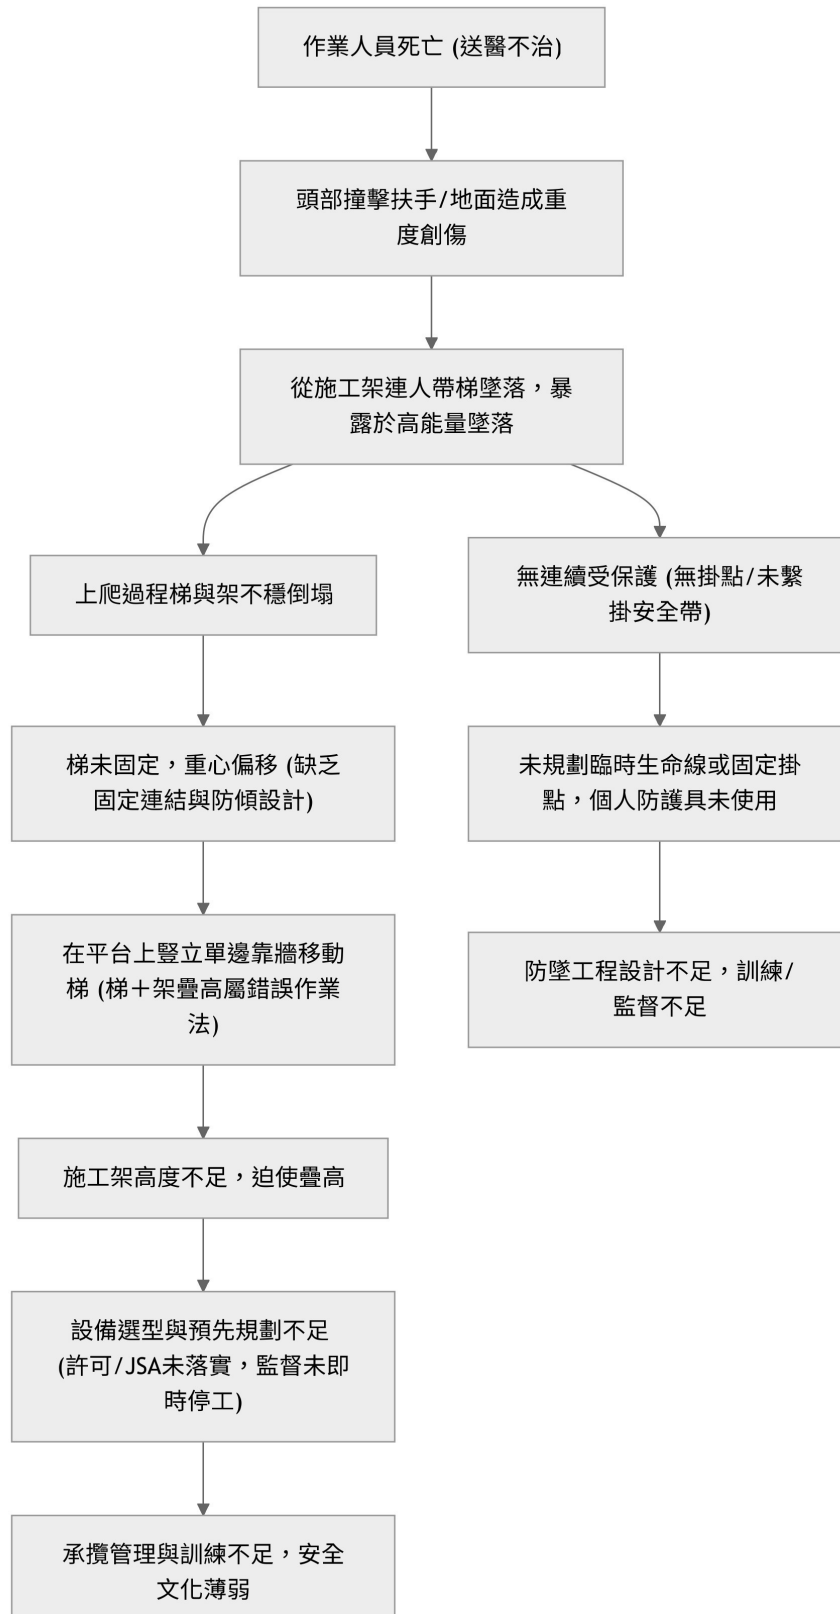 作業人員死亡 (送醫不治)
頭部撞擊扶手/地面造成重
度創傷
從施工架連人帶梯墜落，暴
露於高能量墜落
上爬過程梯與架不穩倒塌
無連續受保護 (無掛點/未繫
掛安全帶)
梯未固定，重心偏移 (缺乏
固定連結與防傾設計)
未規劃臨時生命線或固定掛
點，個人防護具未使用
在平台上豎立單邊靠牆移動
梯 (梯＋架疊高屬錯誤作業
法)
防墜工程設計不足，訓練/
監督不足
施工架高度不足，迫使疊高
設備選型與預先規劃不足
(許可/JSA未落實，監督未即
時停工)
承攬管理與訓練不足，安全
文化薄弱